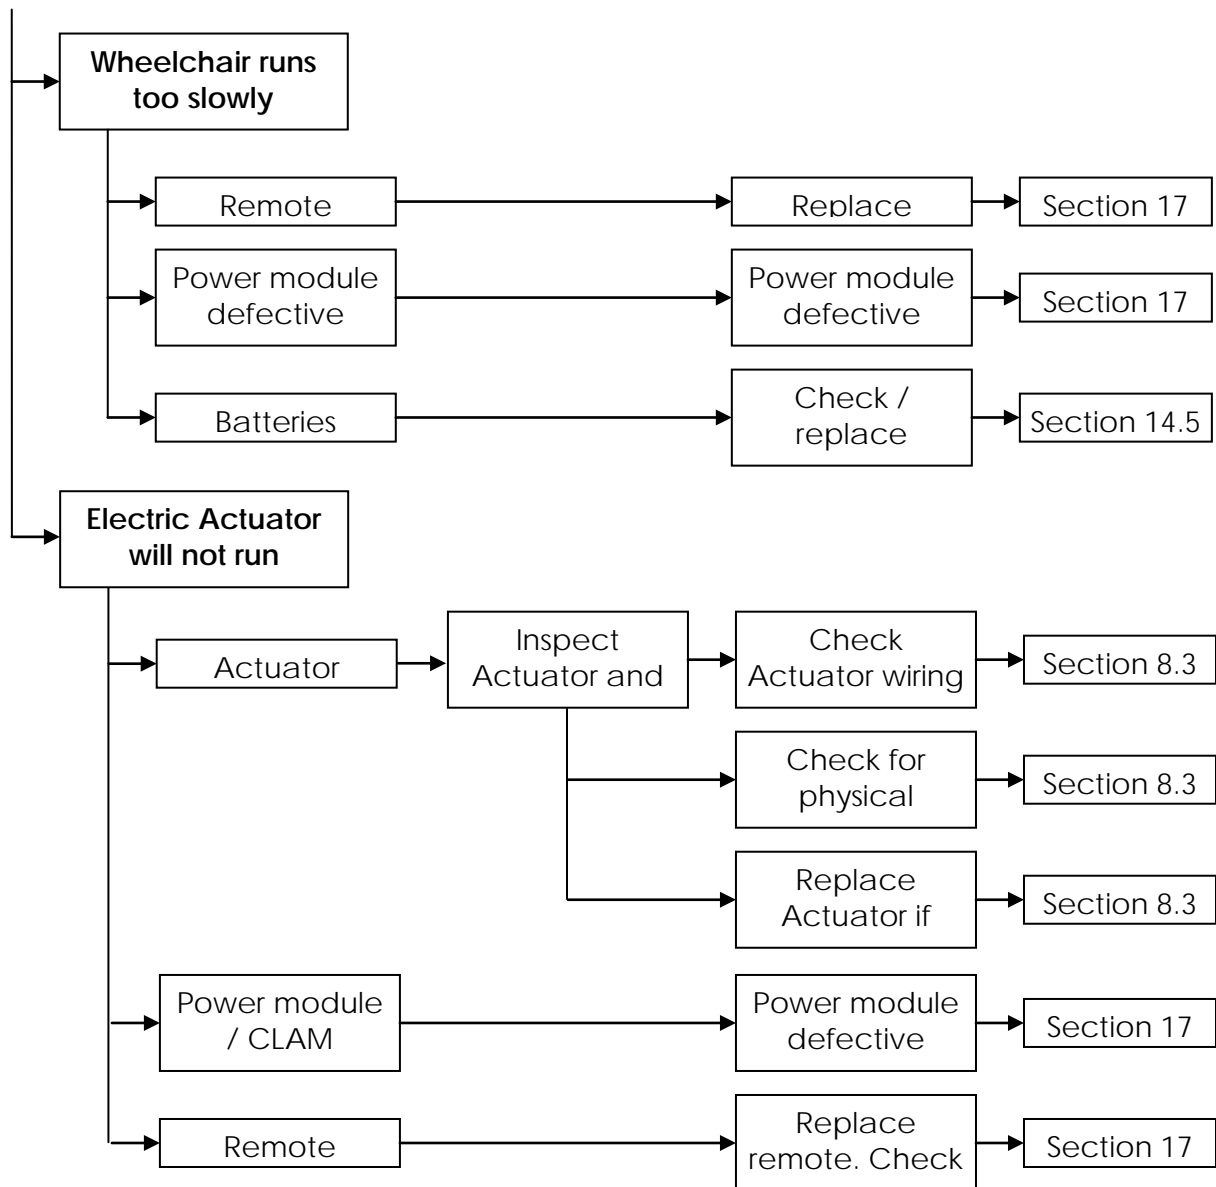 Wheelchair runs
too slowly
Remote
Replace
Section 17
Power module
defective
Power module
defective
Section 17
Batteries
Check /
replace
Section 14.5
Electric Actuator
will not run
Actuator
Inspect
Actuator and
Check
Actuator wiring
Section 8.3
Check for
physical
Section 8.3
Replace
Actuator if
Section 8.3
Power module
/ CLAM
Power module
defective
Section 17
Remote
Replace
remote. Check
Section 17